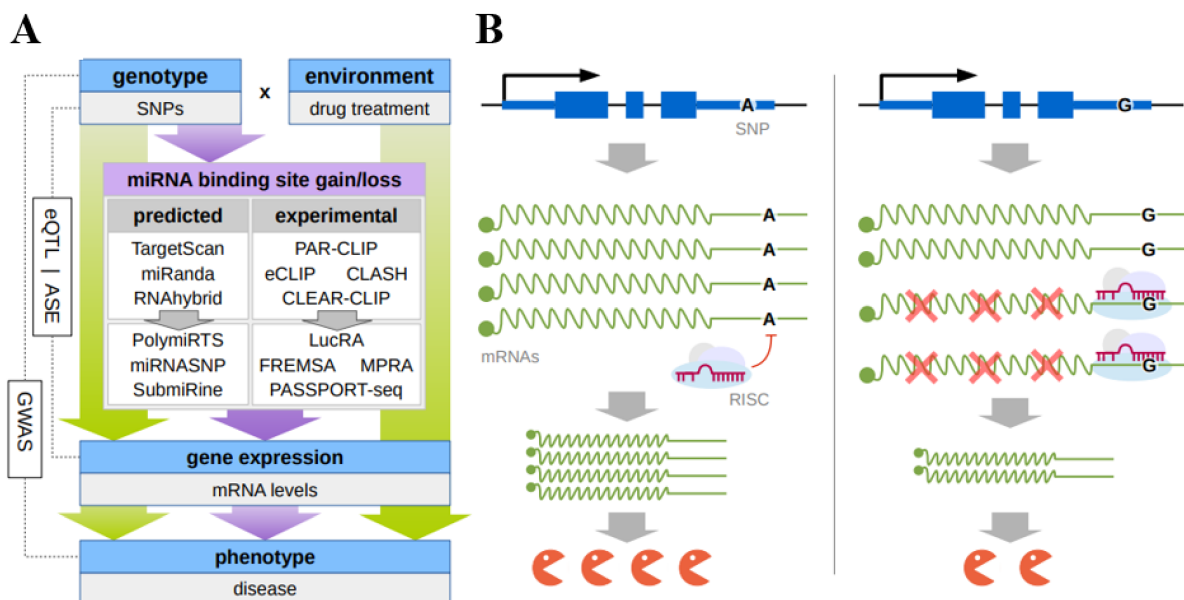 A
genotype
SNPs
x
environment
drug treatment
miRNA binding site gain/loss
predicted
TargetScan
miRanda
RNAhybrid
PolymiRTS
miRNASNP
SubmiRine
experimental
PAR-CLIP
eCLIP CLASH
CLEAR-CLIP
LucRA
FREMSA MPRA
PASSPORT-seq
eQTL | ASE
GWAS
gene expression
mRNA levels
phenotype
disease
B
A
SNP
A
A
A
A
mRNAs
RISC
G
G
G
G
G